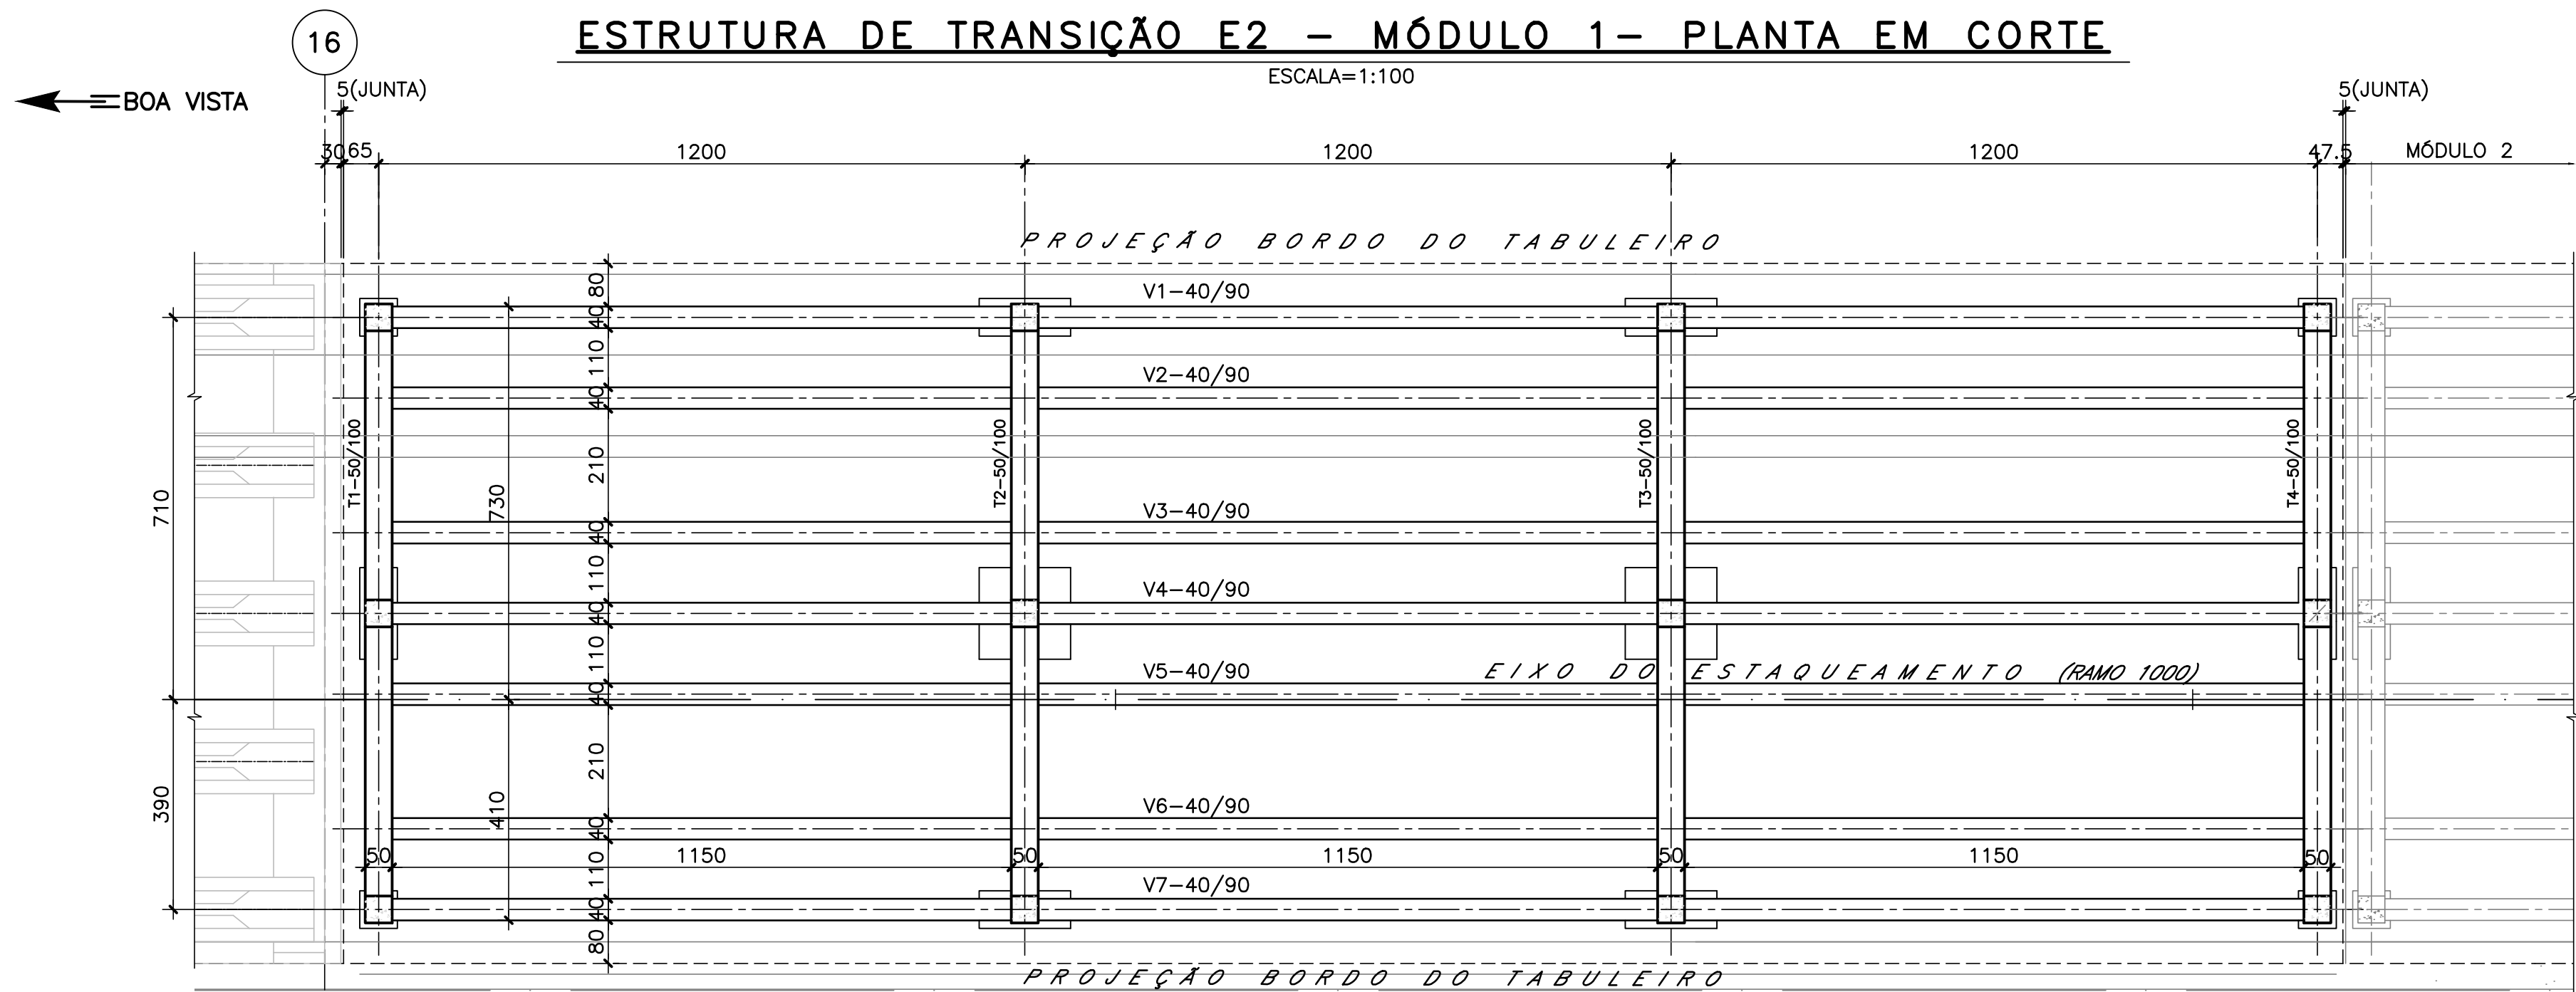 ESTRUTURA DE TRANSIÇÃO E2 – MÓDULO 1– PLANTA EM CORTE
ESCALA=1:100
16
BOA VISTA
5(JUNTA)
5(JUNTA)
30
65
1200
1200
1200
47.5
MÓDULO 2
PROJEÇÃO BORDO DO TABULEIRO
80
V1-40/90
40
110
V2-40/90
40
T1-50/100
T2-50/100
T3-50/100
T4-50/100
210
710
730
V3-40/90
40
110
V4-40/90
40
110
V5-40/90
EIXO DO ESTAQUEAMENTO (RAMO 1000)
40
210
390
410
V6-40/90
40
50
1150
50
1150
50
1150
50
110
V7-40/90
40
80
PROJEÇÃO BORDO DO TABULEIRO